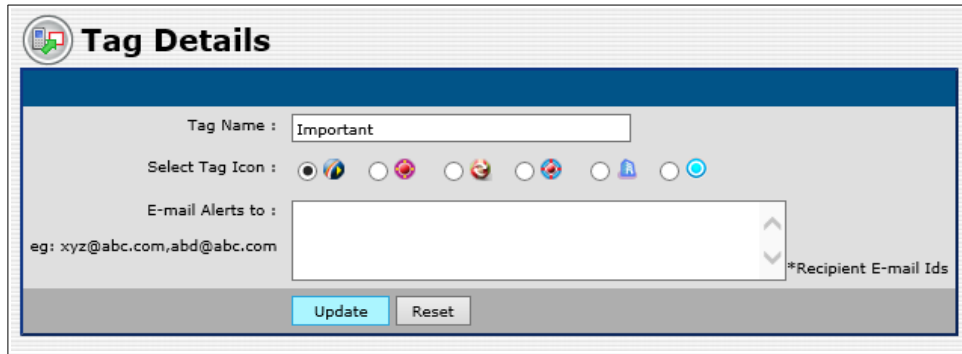 Tag Details
Tag Name :
Important
Select Tag Icon :
E-mail Alerts to :
eg: xyz@abc.com,abd@abc.com
*Recipient E-mail Ids
Update
Reset